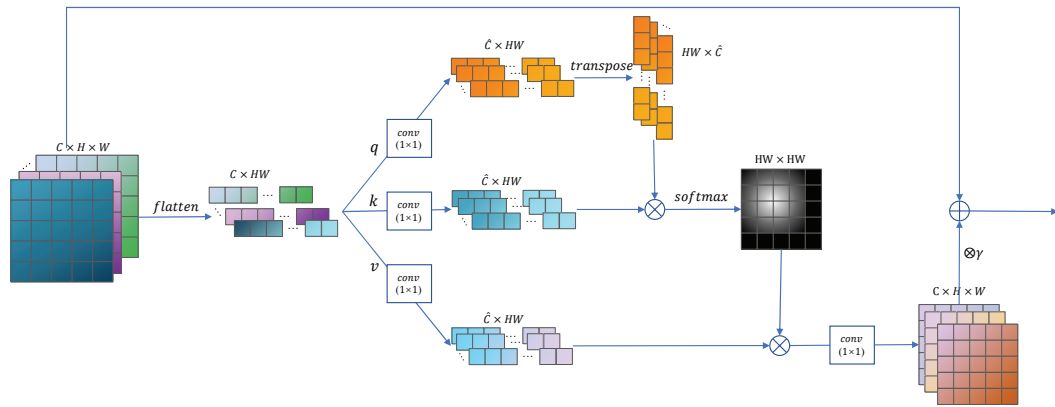 Ĉ × HW
transpose
HW × Ĉ
conv
(1×1)
q
C × H × W
C × HW
flatten
k
conv
(1×1)
Ĉ × HW
softmax
HW × HW
v
conv
(1×1)
⊗γ
C × H × W
Ĉ × HW
conv
(1×1)